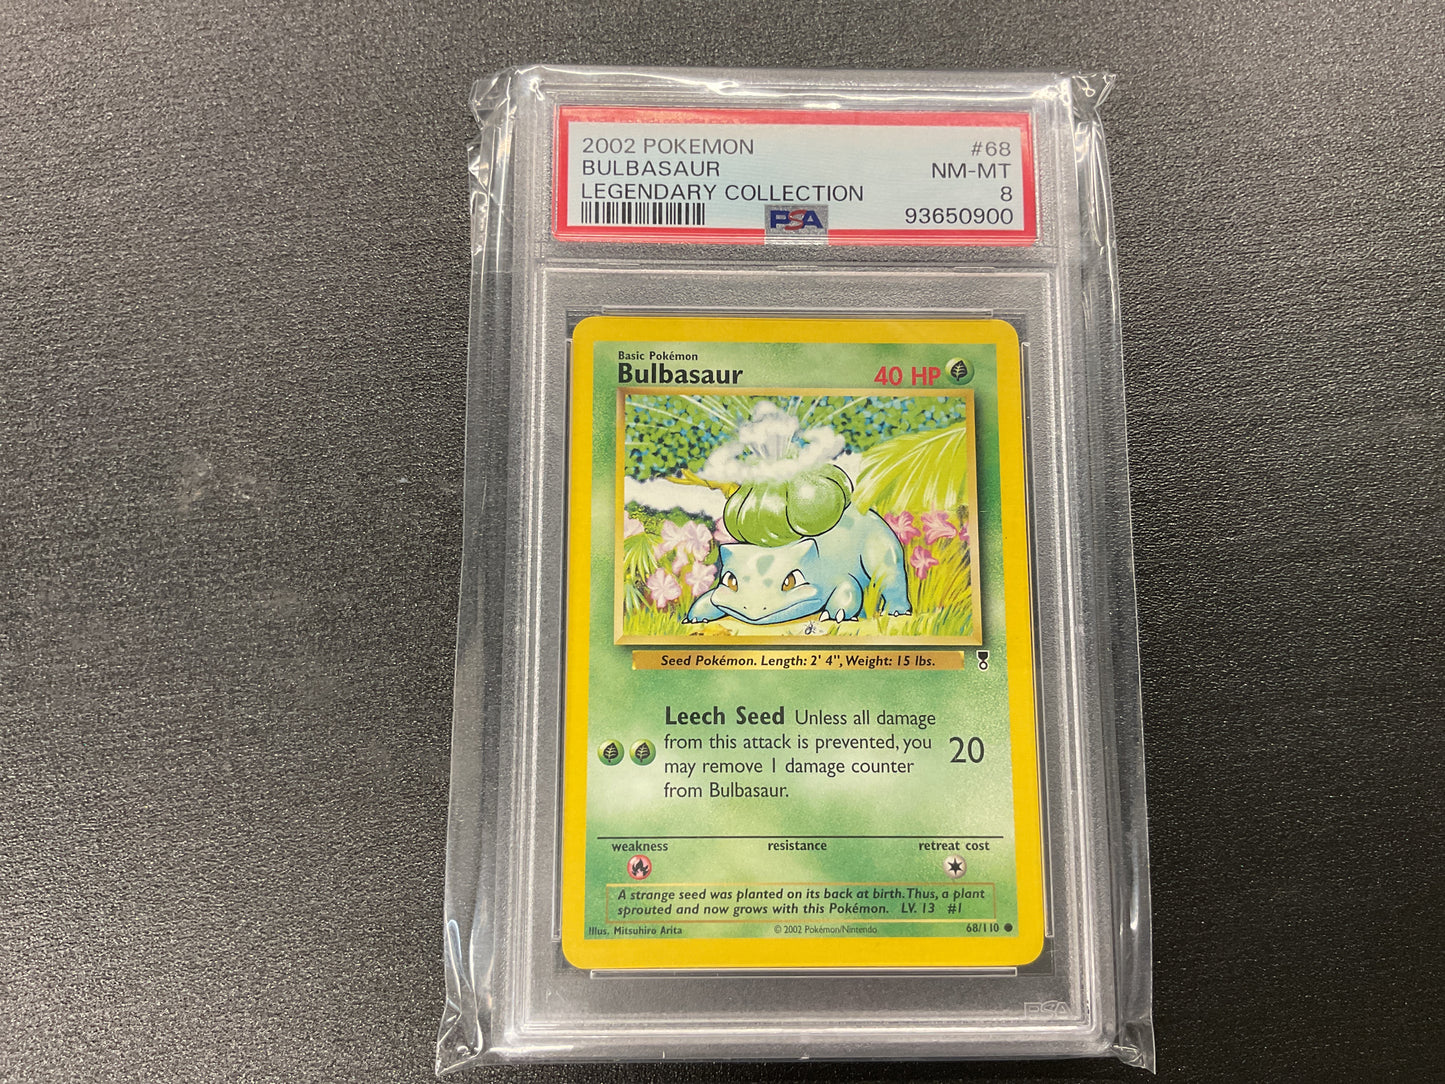 2002 POKEMON #68
BULBASAUR NM-MT
LEGENDARY COLLECTION 8
PSA 93650900
Basic Pokémon
Bulbasaur 40 HP
Seed Pokémon. Length: 2' 4", Weight: 15 lbs.
Leech Seed Unless all damage
from this attack is prevented, you
may remove 1 damage counter
from Bulbasaur.
20
weakness resistance retreat cost
A strange seed was planted on its back at birth. Thus, a plant
sprouted and now grows with this Pokémon. LV. 13 #1
Illus. Mitsuhiro Arita © 2002 Pokémon/Nintendo 68/110
PSA